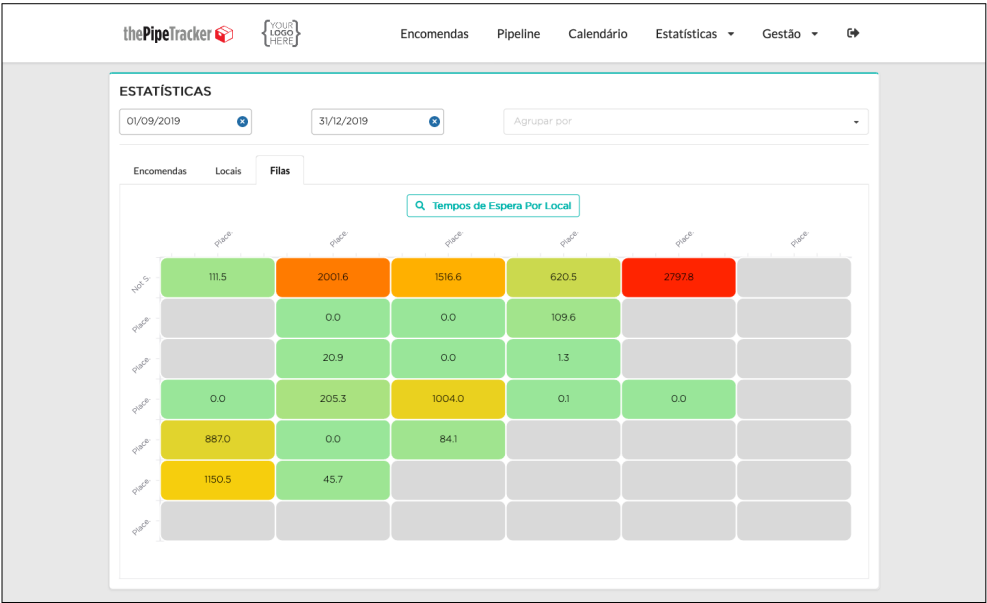 thePipeTracker {YOUR LOGO HERE} Encomendas Pipeline Calendário Estatísticas Gestão
ESTATÍSTICAS
01/09/2019 31/12/2019 Agrupar por
Encomendas Locais Filas
Tempos de Espera Por Local
Place. Place. Place. Place. Place. Place.
Not S. 111.5 2001.6 1516.6 620.5 2797.8
Place. 0.0 0.0 109.6
Place. 20.9 0.0 1.3
Place. 0.0 205.3 1004.0 0.1 0.0
Place. 887.0 0.0 84.1
Place. 1150.5 45.7
Place.